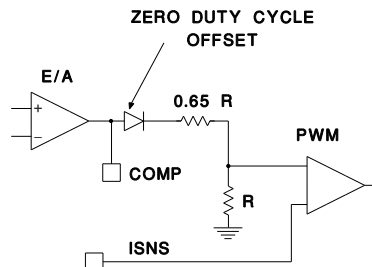 ZERO DUTY CYCLE
OFFSET
E/A
0.65 R
+
−
PWM
COMP
R
ISNS